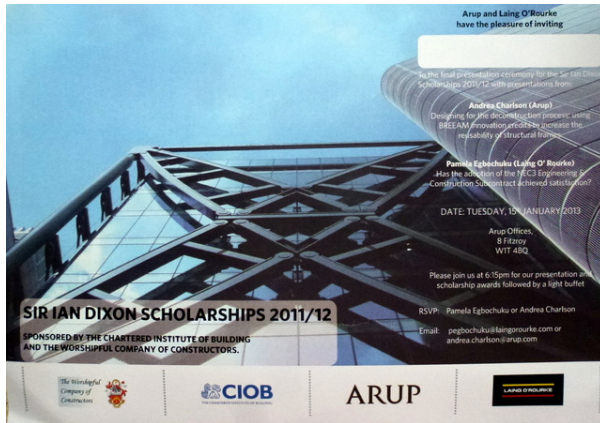 Arup and Laing O'Rourke
have the pleasure of inviting
to the final presentation ceremony for the Sir Ian Dixon
Scholarships 2011/12 with presentations from:
Andrea Charlson (Arup)
Designing for the deconstruction process: using
BREEAM innovation credits to increase the
reusability of structural frames.
Pamela Egbochuku (Laing O' Rourke)
Has the adoption of the NEC3 Engineering &
Construction Subcontract achieved satisfaction?
DATE: TUESDAY, 15TH JANUARY 2013
Arup Offices,
8 Fitzroy
W1T 4BQ
Please join us at 6:15pm for our presentation and
scholarship awards followed by a light buffet
RSVP: Pamela Egbochuku or Andrea Charlson
Email: pegbochuku@laingorourke.com or
andrea.charlson@arup.com
SIR IAN DIXON SCHOLARSHIPS 2011/12
SPONSORED BY THE CHARTERED INSTITUTE OF BUILDING
AND THE WORSHIPFUL COMPANY OF CONSTRUCTORS.
The Worshipful
Company of
Constructors
CIOB
THE CHARTERED INSTITUTE OF BUILDING
ARUP
LAING O'ROURKE